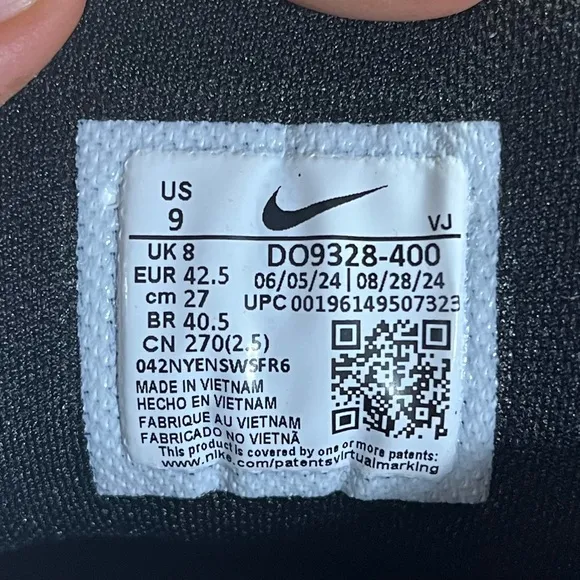 US
9
VJ
UK 8
EUR 42.5
cm 27
BR 40.5
CN 270(2.5)
DO9328-400
06/05/24 | 08/28/24
UPC 00196149507323
042NYENSWSFR6
MADE IN VIETNAM
HECHO EN VIETNAM
FABRIQUE AU VIETNAM
FABRICADO NO VIETNÃ
This product is covered by one or more patents:
www.nike.com/patentsvirtualmarking